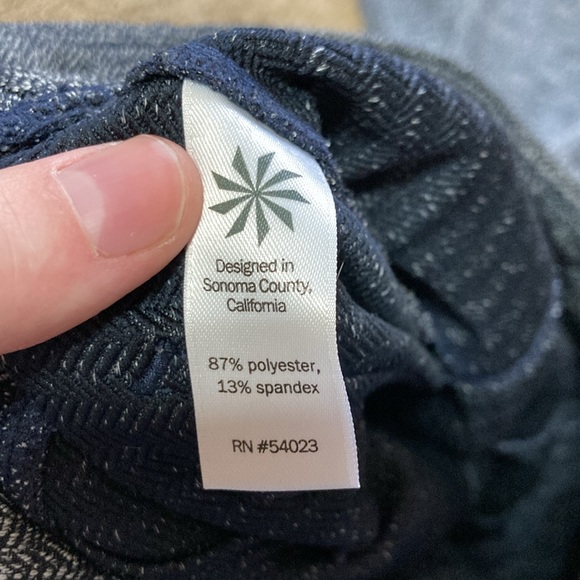 Designed in
Sonoma County,
California
87% polyester,
13% spandex
RN #54023